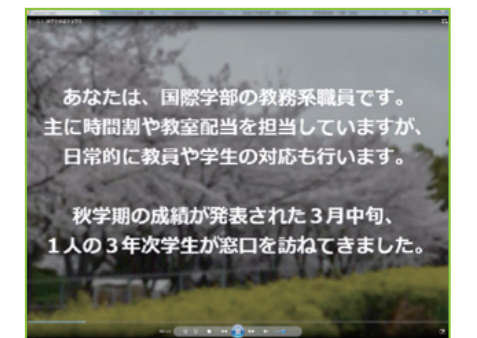 あなたは、国際学部の教務系職員です。
主に時間割や教室配当を担当していますが、
日常的に教員や学生の対応も行います。
秋学期の成績が発表された３月中旬、
１人の３年次学生が窓口を訪ねてきました。